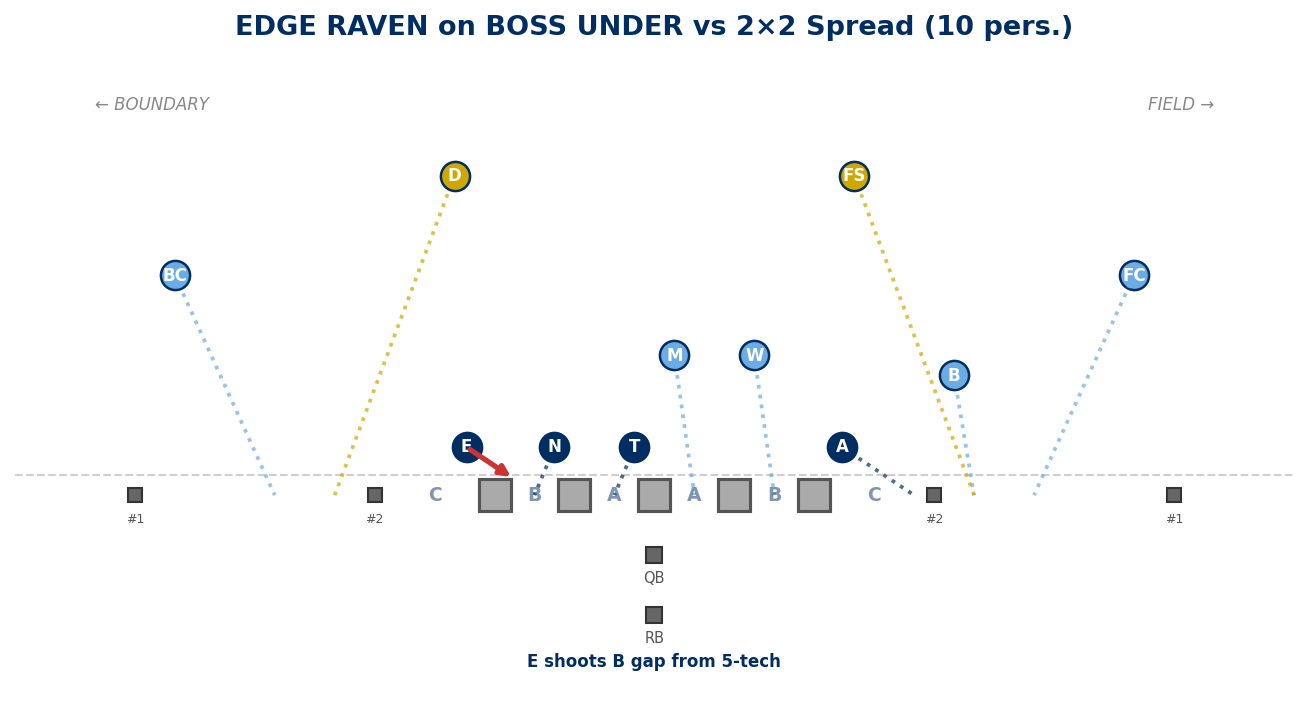 EDGE RAVEN on BOSS UNDER vs 2×2 Spread (10 pers.)
← BOUNDARY
FIELD →
D
FS
BC
FC
M
W
B
E
N
T
A
C
B
A
A
B
C
#1
#2
#2
#1
QB
RB
E shoots B gap from 5-tech